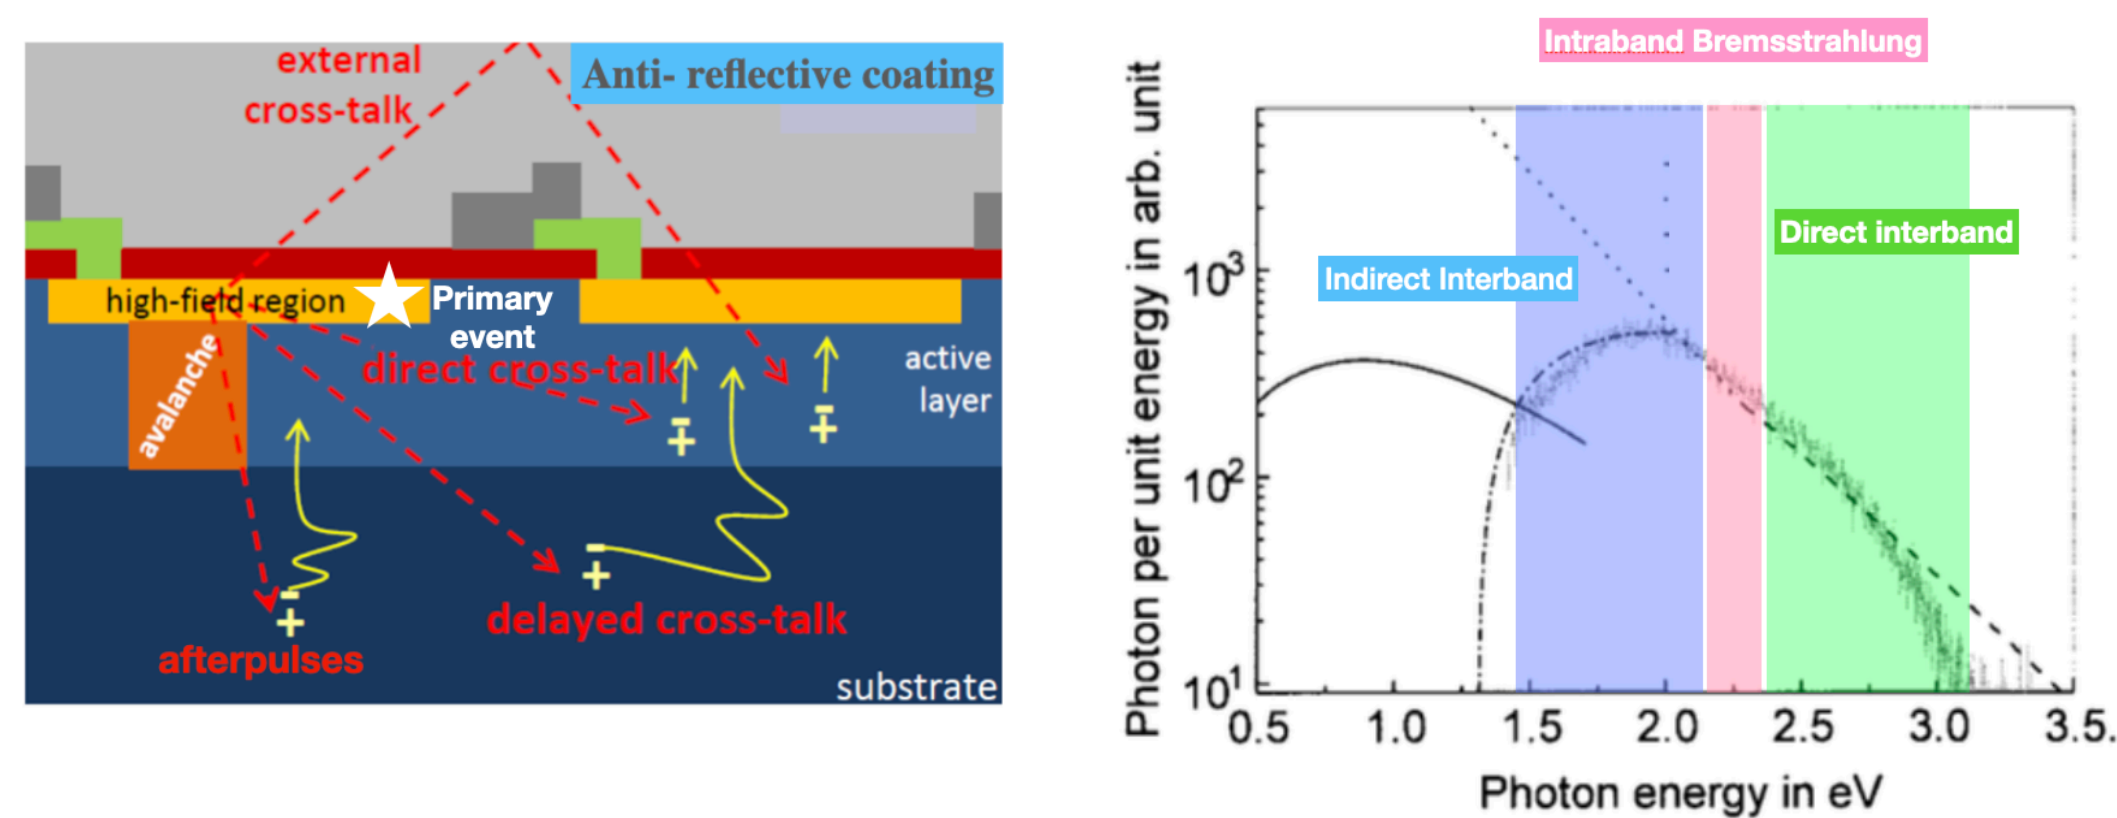 external
cross-talk
Anti- reflective coating
high-field region
Primary
event
avalanche
direct cross-talk
active
layer
-
+
-
+
-
+
-
+
delayed cross-talk
afterpulses
substrate
Intraband Bremsstrahlung
Direct interband
Indirect Interband
Photon per unit energy in arb. unit
10³
10²
10¹
0.5 1.0 1.5 2.0 2.5 3.0 3.5.
Photon energy in eV